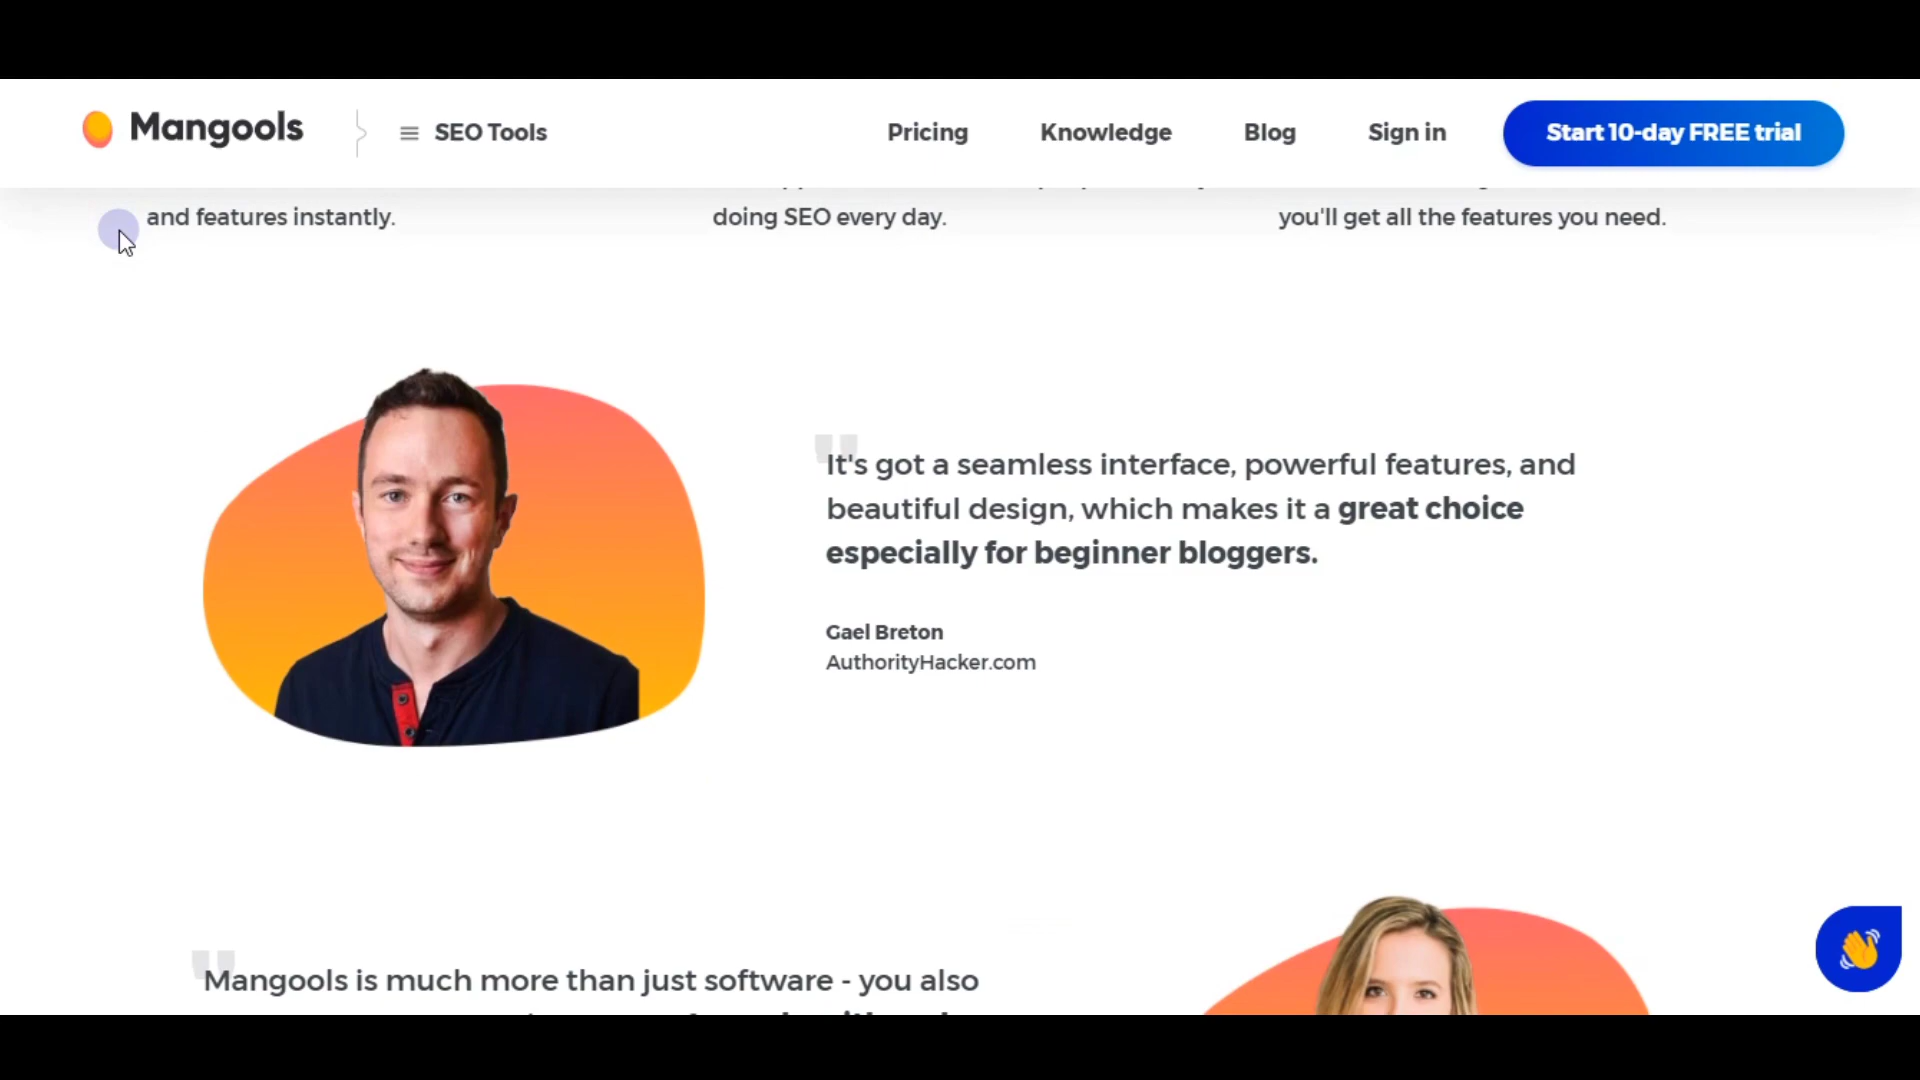 Mangools
SEO Tools
Pricing
Knowledge
Blog
Sign in
Start 10-day FREE trial
and features instantly.
doing SEO every day.
you'll get all the features you need.
It's got a seamless interface, powerful features, and
beautiful design, which makes it a great choice
especially for beginner bloggers.
Gael Breton
AuthorityHacker.com
Mangools is much more than just software - you also